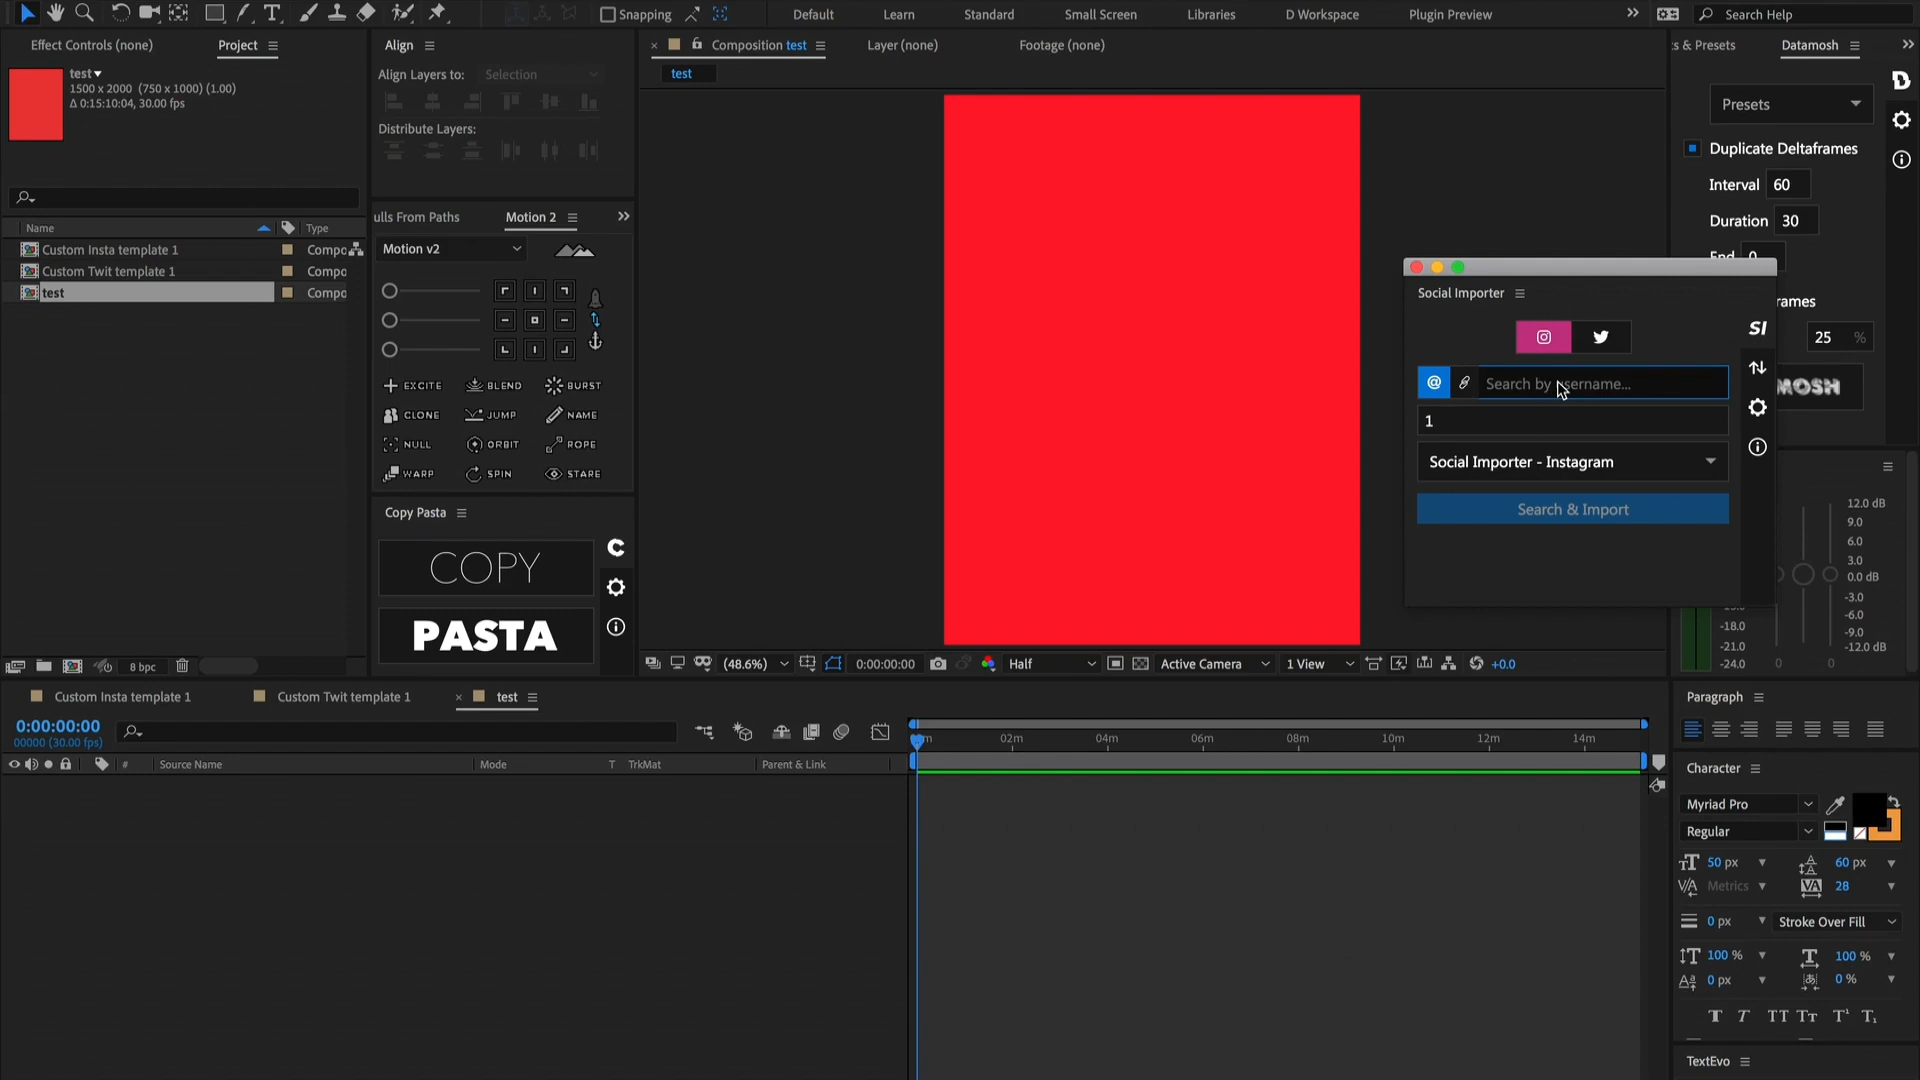 Snapping
Default
Learn
Standard
Small Screen
Libraries
D Workspace
Plugin Preview
Search Help
Effect Controls (none)
Project
Align
Composition test
Layer (none)
Footage (none)
s & Presets
Datamosh
test
1500 x 2000 (750 x 1000) (1.00)
Δ 0:15:10:04, 30.00 fps
Align Layers to:
Selection
test
Presets
Distribute Layers:
Duplicate Deltaframes
Interval 60
Duration 30
End 0
Name
Type
ulls From Paths
Motion 2
Custom Insta template 1
Compo
Custom Twit template 1
Compo
test
Compo
Motion v2
EXCITE
BLEND
BURST
CLONE
JUMP
NAME
NULL
ORBIT
ROPE
WARP
SPIN
STARE
Social Importer
rames
SI
25 %
@
Search by username...
MOSH
1
Social Importer - Instagram
Search & Import
Copy Pasta
COPY
C
PASTA
12.0 dB
9.0
6.0
3.0
0.0 dB
-3.0
-6.0
-9.0
-12.0 dB
-18.0
-21.0
-24.0
0
0
8 bpc
(48.6%)
0:00:00:00
Half
Active Camera
1 View
+0.0
Custom Insta template 1
Custom Twit template 1
test
0:00:00:00
00000 (30.00 fps)
02m
04m
06m
08m
10m
12m
14m
#
Source Name
Mode
T
TrkMat
Parent & Link
Paragraph
Character
Myriad Pro
Regular
50 px
60 px
Metrics
28
0 px
Stroke Over Fill
100 %
100 %
0 px
0 %
T T TT Tт T¹ T₁
TextEvo